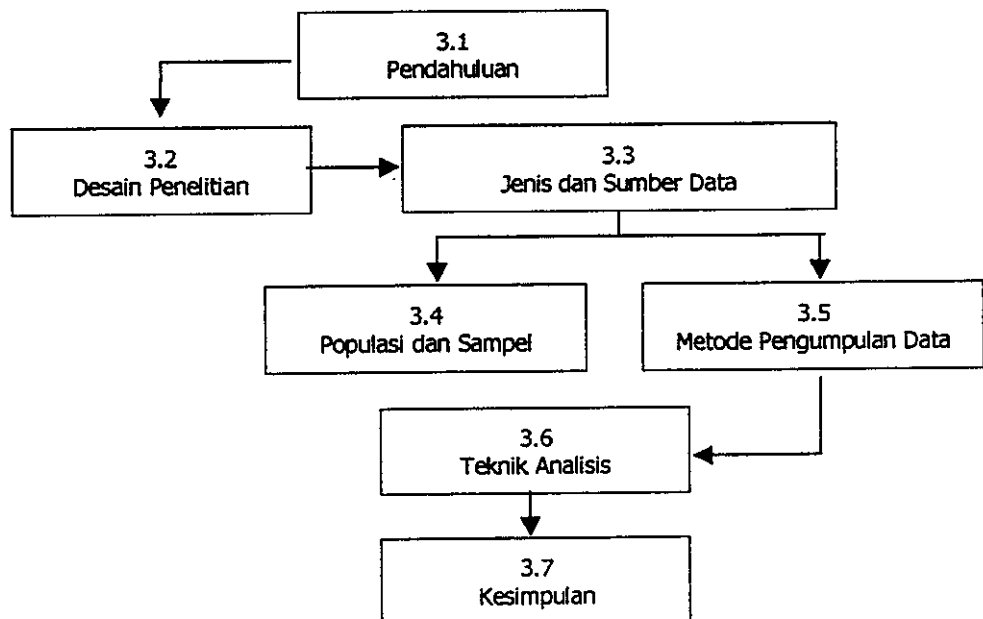 3.1
Pendahuluan
3.2
Desain Penelitian
3.3
Jenis dan Sumber Data
3.4
Populasi dan Sampel
3.5
Metode Pengumpulan Data
3.6
Teknik Analisis
3.7
Kesimpulan